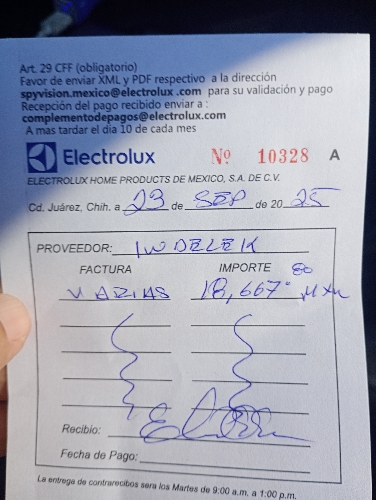 Art. 29 CFF (obligatorio)
Favor de enviar XML y PDF respectivo a la dirección
spyvision.mexico@electrolux .com para su validación y pago
Recepción del pago recibido enviar a :
complementodepagos@electrolux.com
A mas tardar el dia 10 de cada mes
Electrolux Nº 10328 A
ELECTROLUX HOME PRODUCTS DE MEXICO, S.A. DE C.V.
Cd. Juárez, Chih. a 23 de SEP de 20 25
PROVEEDOR: INDELEK
FACTURA IMPORTE
VARIAS 18,667.80 MXN
Recibio:
Fecha de Pago:
La entrega de contrarecibos sera los Martes de 9:00 a.m. a 1:00 p.m.